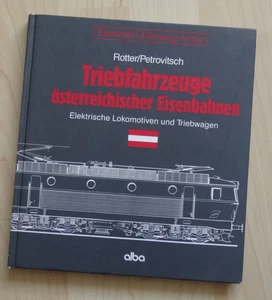 Rotter/Petrovitsch
Triebfahrzeuge
österreichischer Eisenbahnen
Elektrische Lokomotiven und Triebwagen
alba